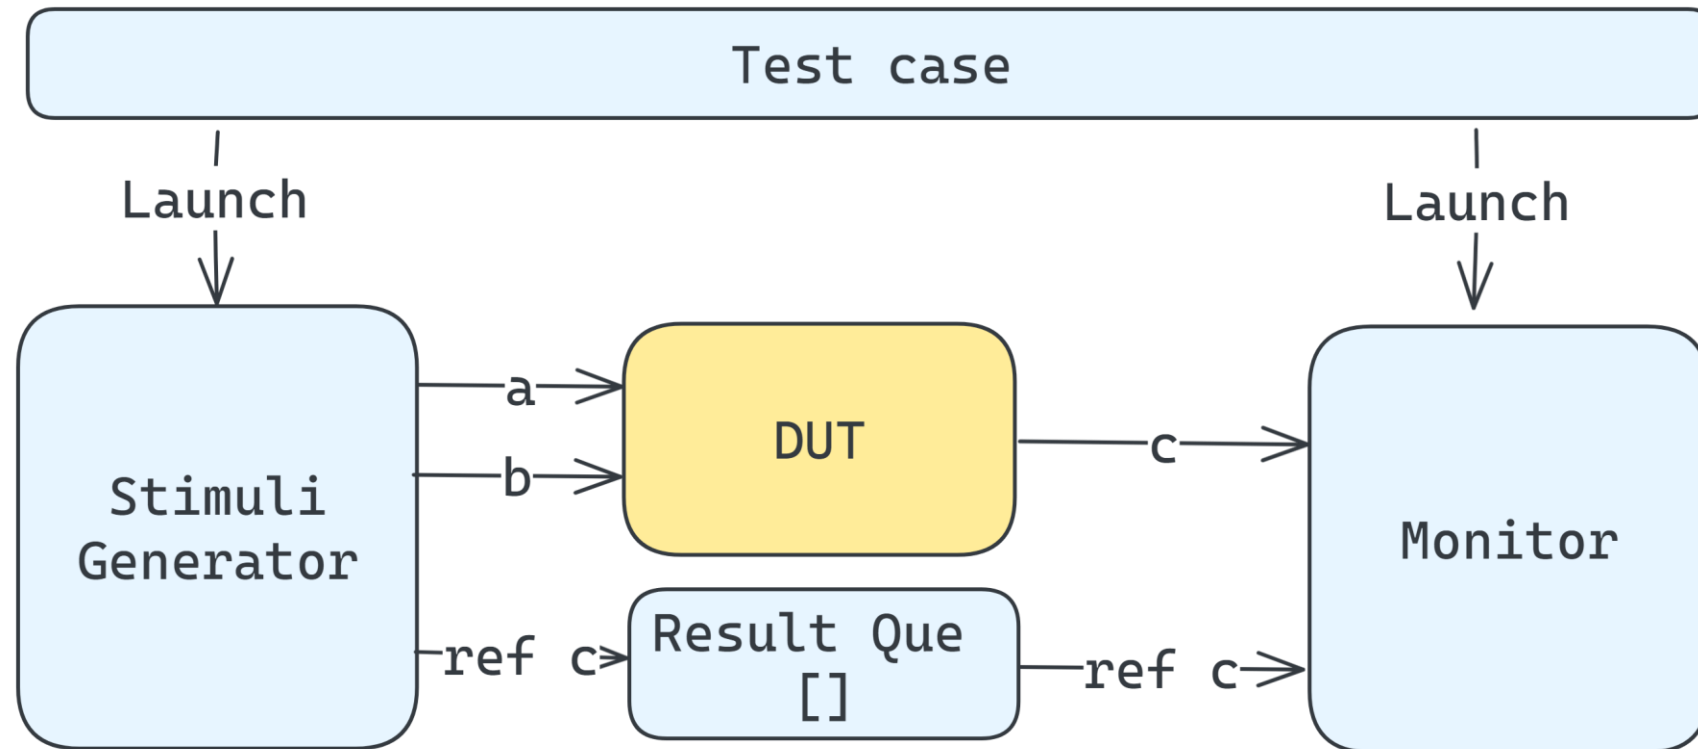 Test case
Launch
Launch
a
DUT
b
c
Stimuli
Generator
Monitor
ref c
Result Que
[]
ref c